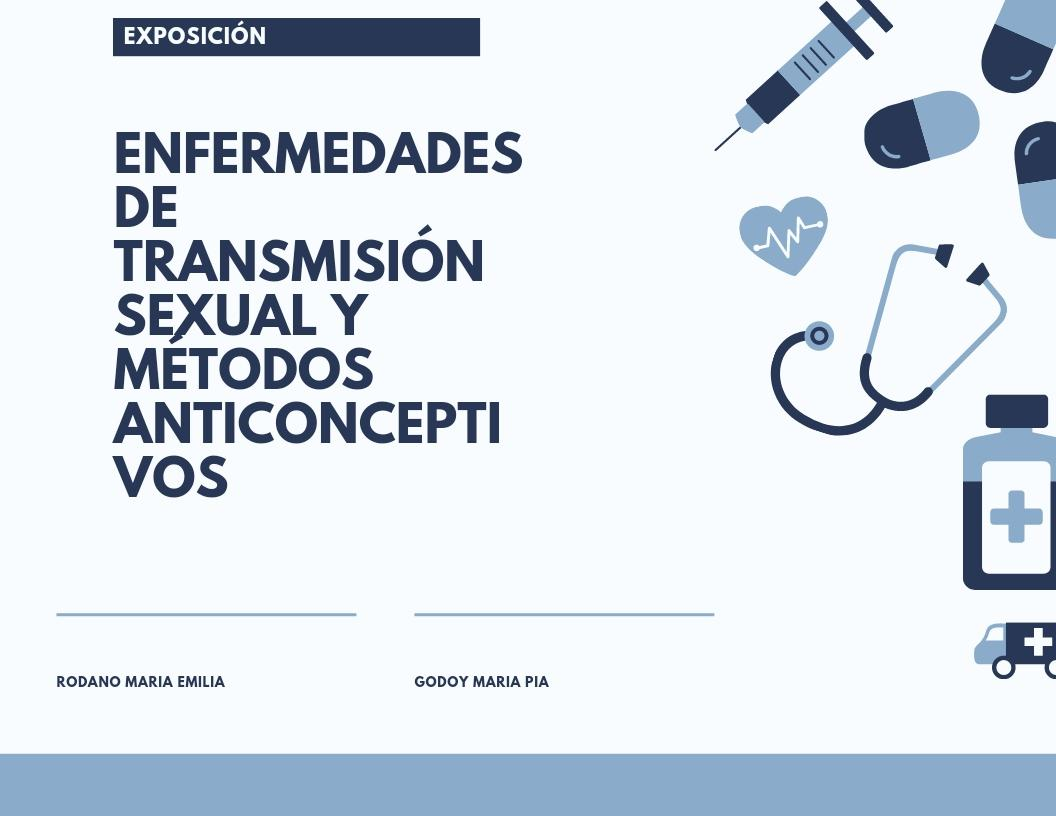 EXPOSICIÓN
ENFERMEDADES
DE
TRANSMISIÓN
SEXUAL Y
MÉTODOS
ANTICONCEPTI
VOS
RODANO MARIA EMILIA
GODOY MARIA PIA